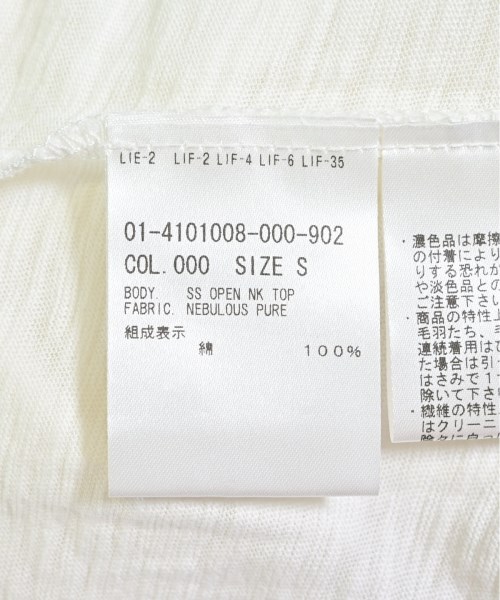 LIE-2 LIF-2 LIF-4 LIF-6 LIF-35
01-4101008-000-902
COL.000 SIZE S
BODY. SS OPEN NK TOP
FABRIC. NEBULOUS PURE
組成表示
綿 100%
・濃色品は摩擦
の付着により
りする恐れが
や淡色品との
ご注意下さい
・商品の特性上
毛羽たち、毛
連続着用はひ
た場合は引っ
はさみで1つ
除いて下さ
・繊維の特性
はクリーニ